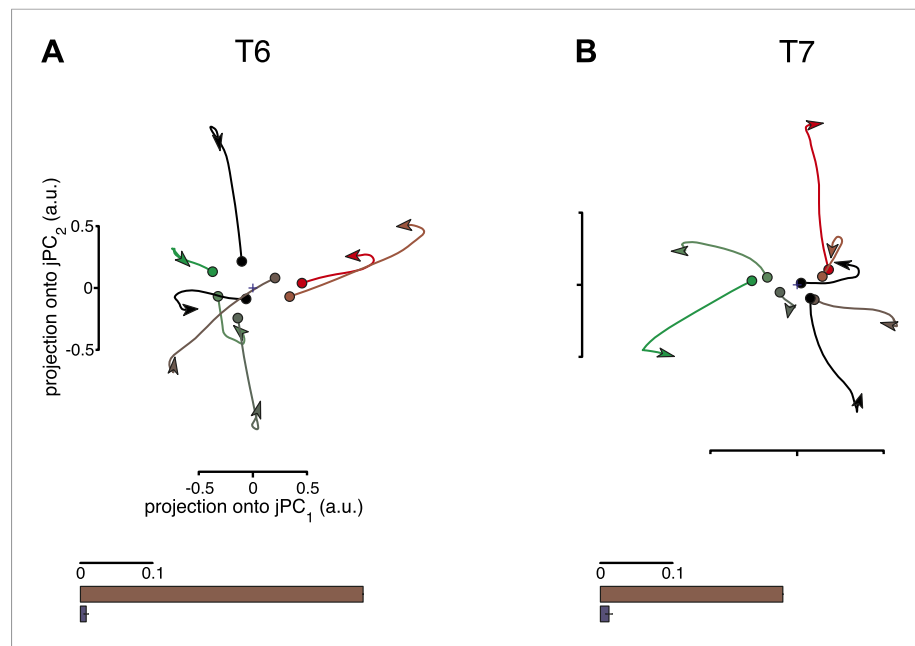 A
T6
B
T7
projection onto jPC2 (a.u.)
0.5
0
-0.5
-0.5 0 0.5
projection onto jPC1 (a.u.)
0 0.1
0 0.1